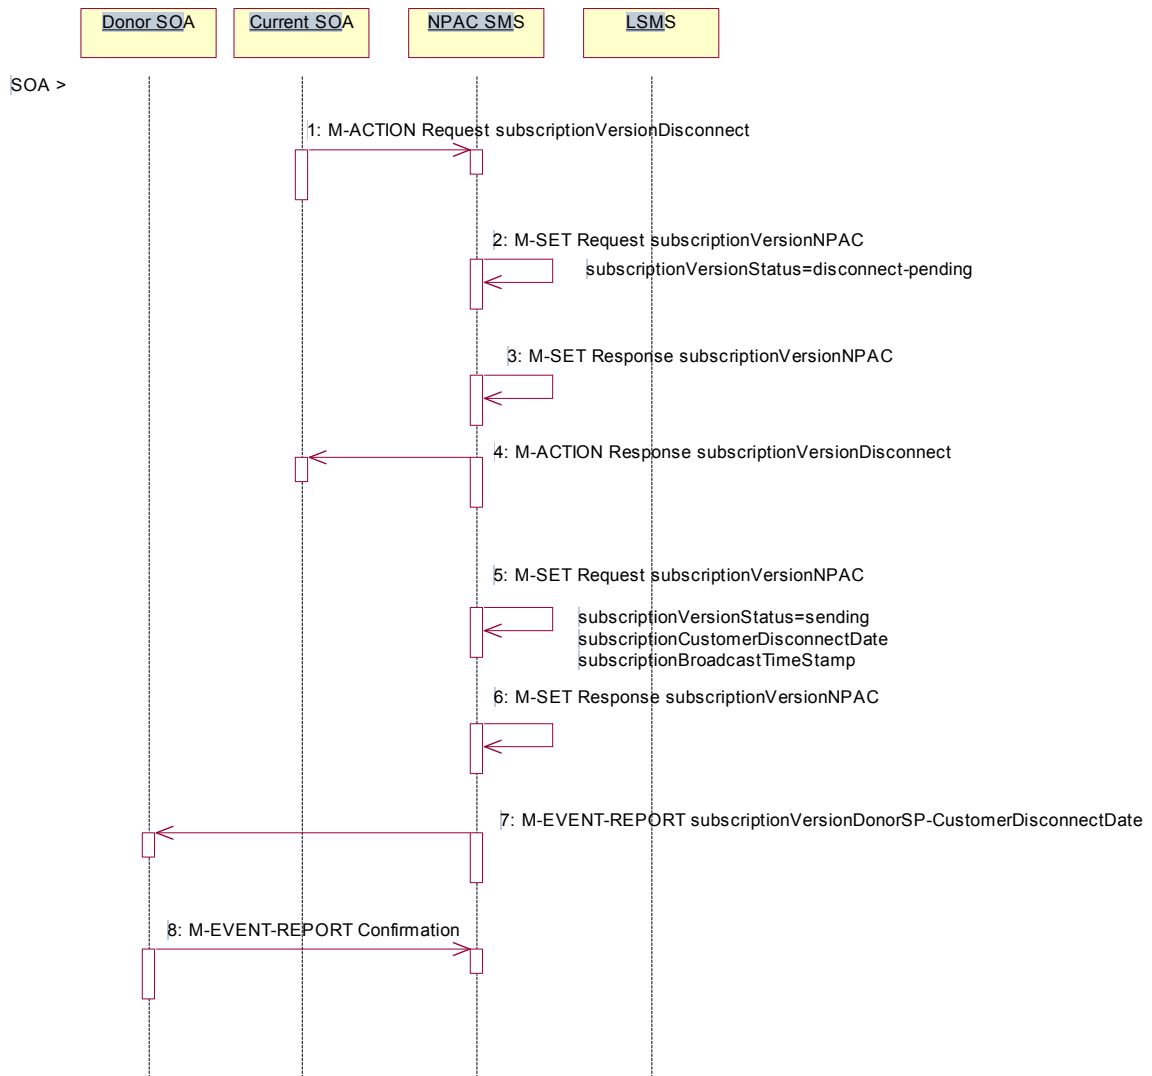 Donor SOA
Current SOA
NPAC SMS
LSMS
SOA >
1: M-ACTION Request subscriptionVersionDisconnect
2: M-SET Request subscriptionVersionNPAC
subscriptionVersionStatus=disconnect-pending
3: M-SET Response subscriptionVersionNPAC
4: M-ACTION Response subscriptionVersionDisconnect
5: M-SET Request subscriptionVersionNPAC
subscriptionVersionStatus=sending
subscriptionCustomerDisconnectDate
subscriptionBroadcastTimeStamp
6: M-SET Response subscriptionVersionNPAC
7: M-EVENT-REPORT subscriptionVersionDonorSP-CustomerDisconnectDate
8: M-EVENT-REPORT Confirmation